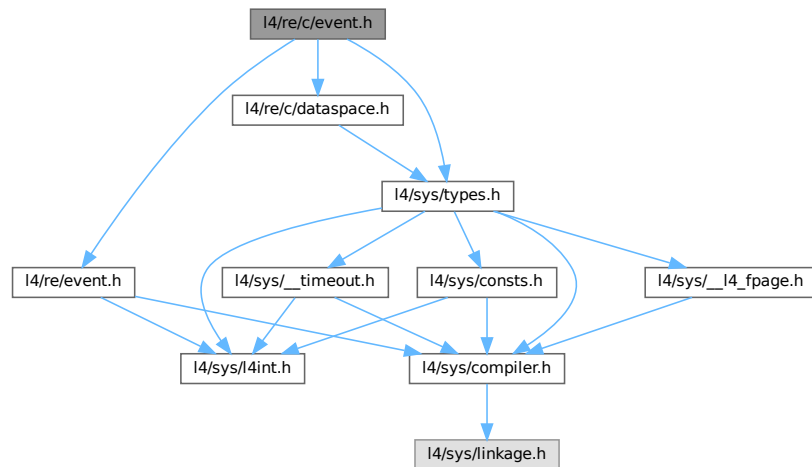 l4/re/c/event.h
l4/re/c/dataspace.h
l4/sys/types.h
l4/re/event.h
l4/sys/__timeout.h
l4/sys/consts.h
l4/sys/__l4_fpage.h
l4/sys/l4int.h
l4/sys/compiler.h
l4/sys/linkage.h